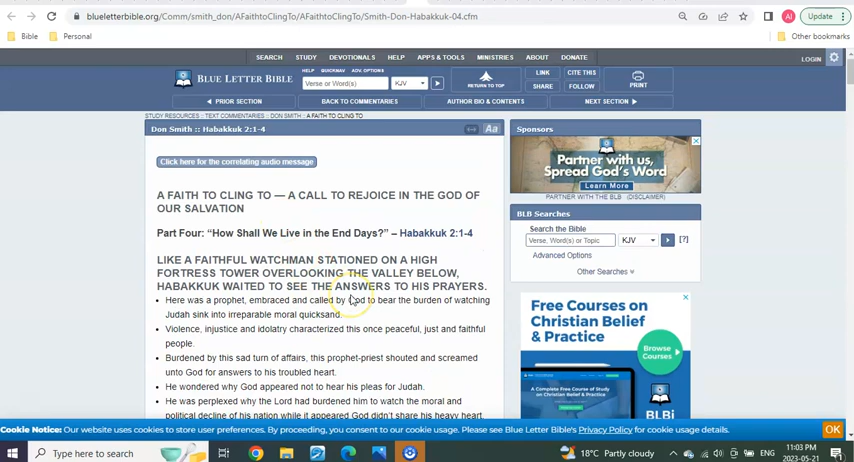 blueletterbible.org/Comm/smith_don/AFaithtoClingTo/AFaithtoClingTo/Smith-Don-Habakkuk-04.cfm
AI
Update
Bible
Personal
Other bookmarks
SEARCH STUDY DEVOTIONALS HELP APPS & TOOLS MINISTRIES ABOUT DONATE
LOGIN
BLUE LETTER BIBLE
HELP QUICKNAV ADV. OPTIONS
Verse or Word(s)
KJV
RETURN TO TOP
LINK
CITE THIS
SHARE
FOLLOW
PRINT
PRIOR SECTION
BACK TO COMMENTARIES
AUTHOR BIO & CONTENTS
NEXT SECTION
STUDY RESOURCES :: TEXT COMMENTARIES :: DON SMITH :: A FAITH TO CLING TO
Don Smith :: Habakkuk 2:1-4
Aa
Click here for the correlating audio message
A FAITH TO CLING TO — A CALL TO REJOICE IN THE GOD OF
OUR SALVATION
Part Four: “How Shall We Live in the End Days?” – Habakkuk 2:1-4
LIKE A FAITHFUL WATCHMAN STATIONED ON A HIGH
FORTRESS TOWER OVERLOOKING THE VALLEY BELOW,
HABAKKUK WAITED TO SEE THE ANSWERS TO HIS PRAYERS.
• Here was a prophet, embraced and called by God to bear the burden of watching
Judah sink into irreparable moral quicksand.
• Violence, injustice and idolatry characterized this once peaceful, just and faithful
people.
• Burdened by this sad turn of affairs, this prophet-priest shouted and screamed
unto God for answers to his troubled heart.
• He wondered why God appeared not to hear his pleas for Judah.
• He was perplexed why the Lord had burdened him to watch the moral and
political decline of his nation while it appeared God didn't share his heavy heart.
Sponsors
Partner with us,
Spread God's Word
Learn More
PARTNER WITH THE BLB (DISCLAIMER)
BLB Searches
Search the Bible
Verse, Word(s) or Topic
KJV
[?]
Advanced Options
Other Searches
Free Courses on
Christian Belief
& Practice
Browse
Courses
BLBi
Cookie Notice: Our website uses cookies to store user preferences. By proceeding, you consent to our cookie usage. Please see Blue Letter Bible's Privacy Policy for cookie usage details.
OK
Type here to search
18°C Partly cloudy
ENG
11:03 PM
2023-05-21